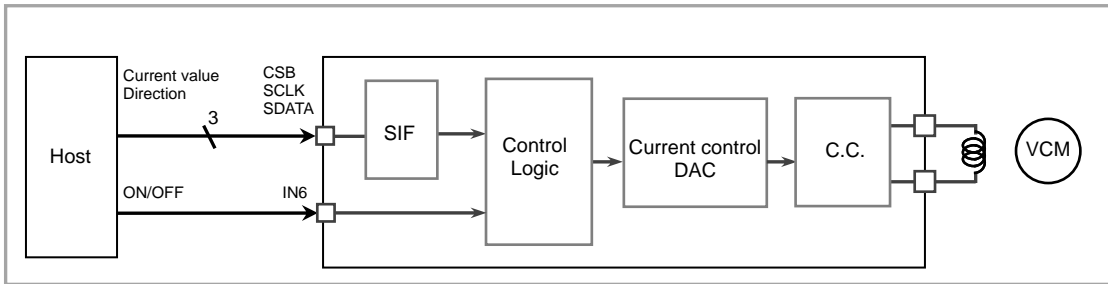 Current value
Direction
CSB
SCLK
SDATA
3
Host
SIF
Control
Logic
Current control
DAC
C.C.
VCM
ON/OFF
IN6